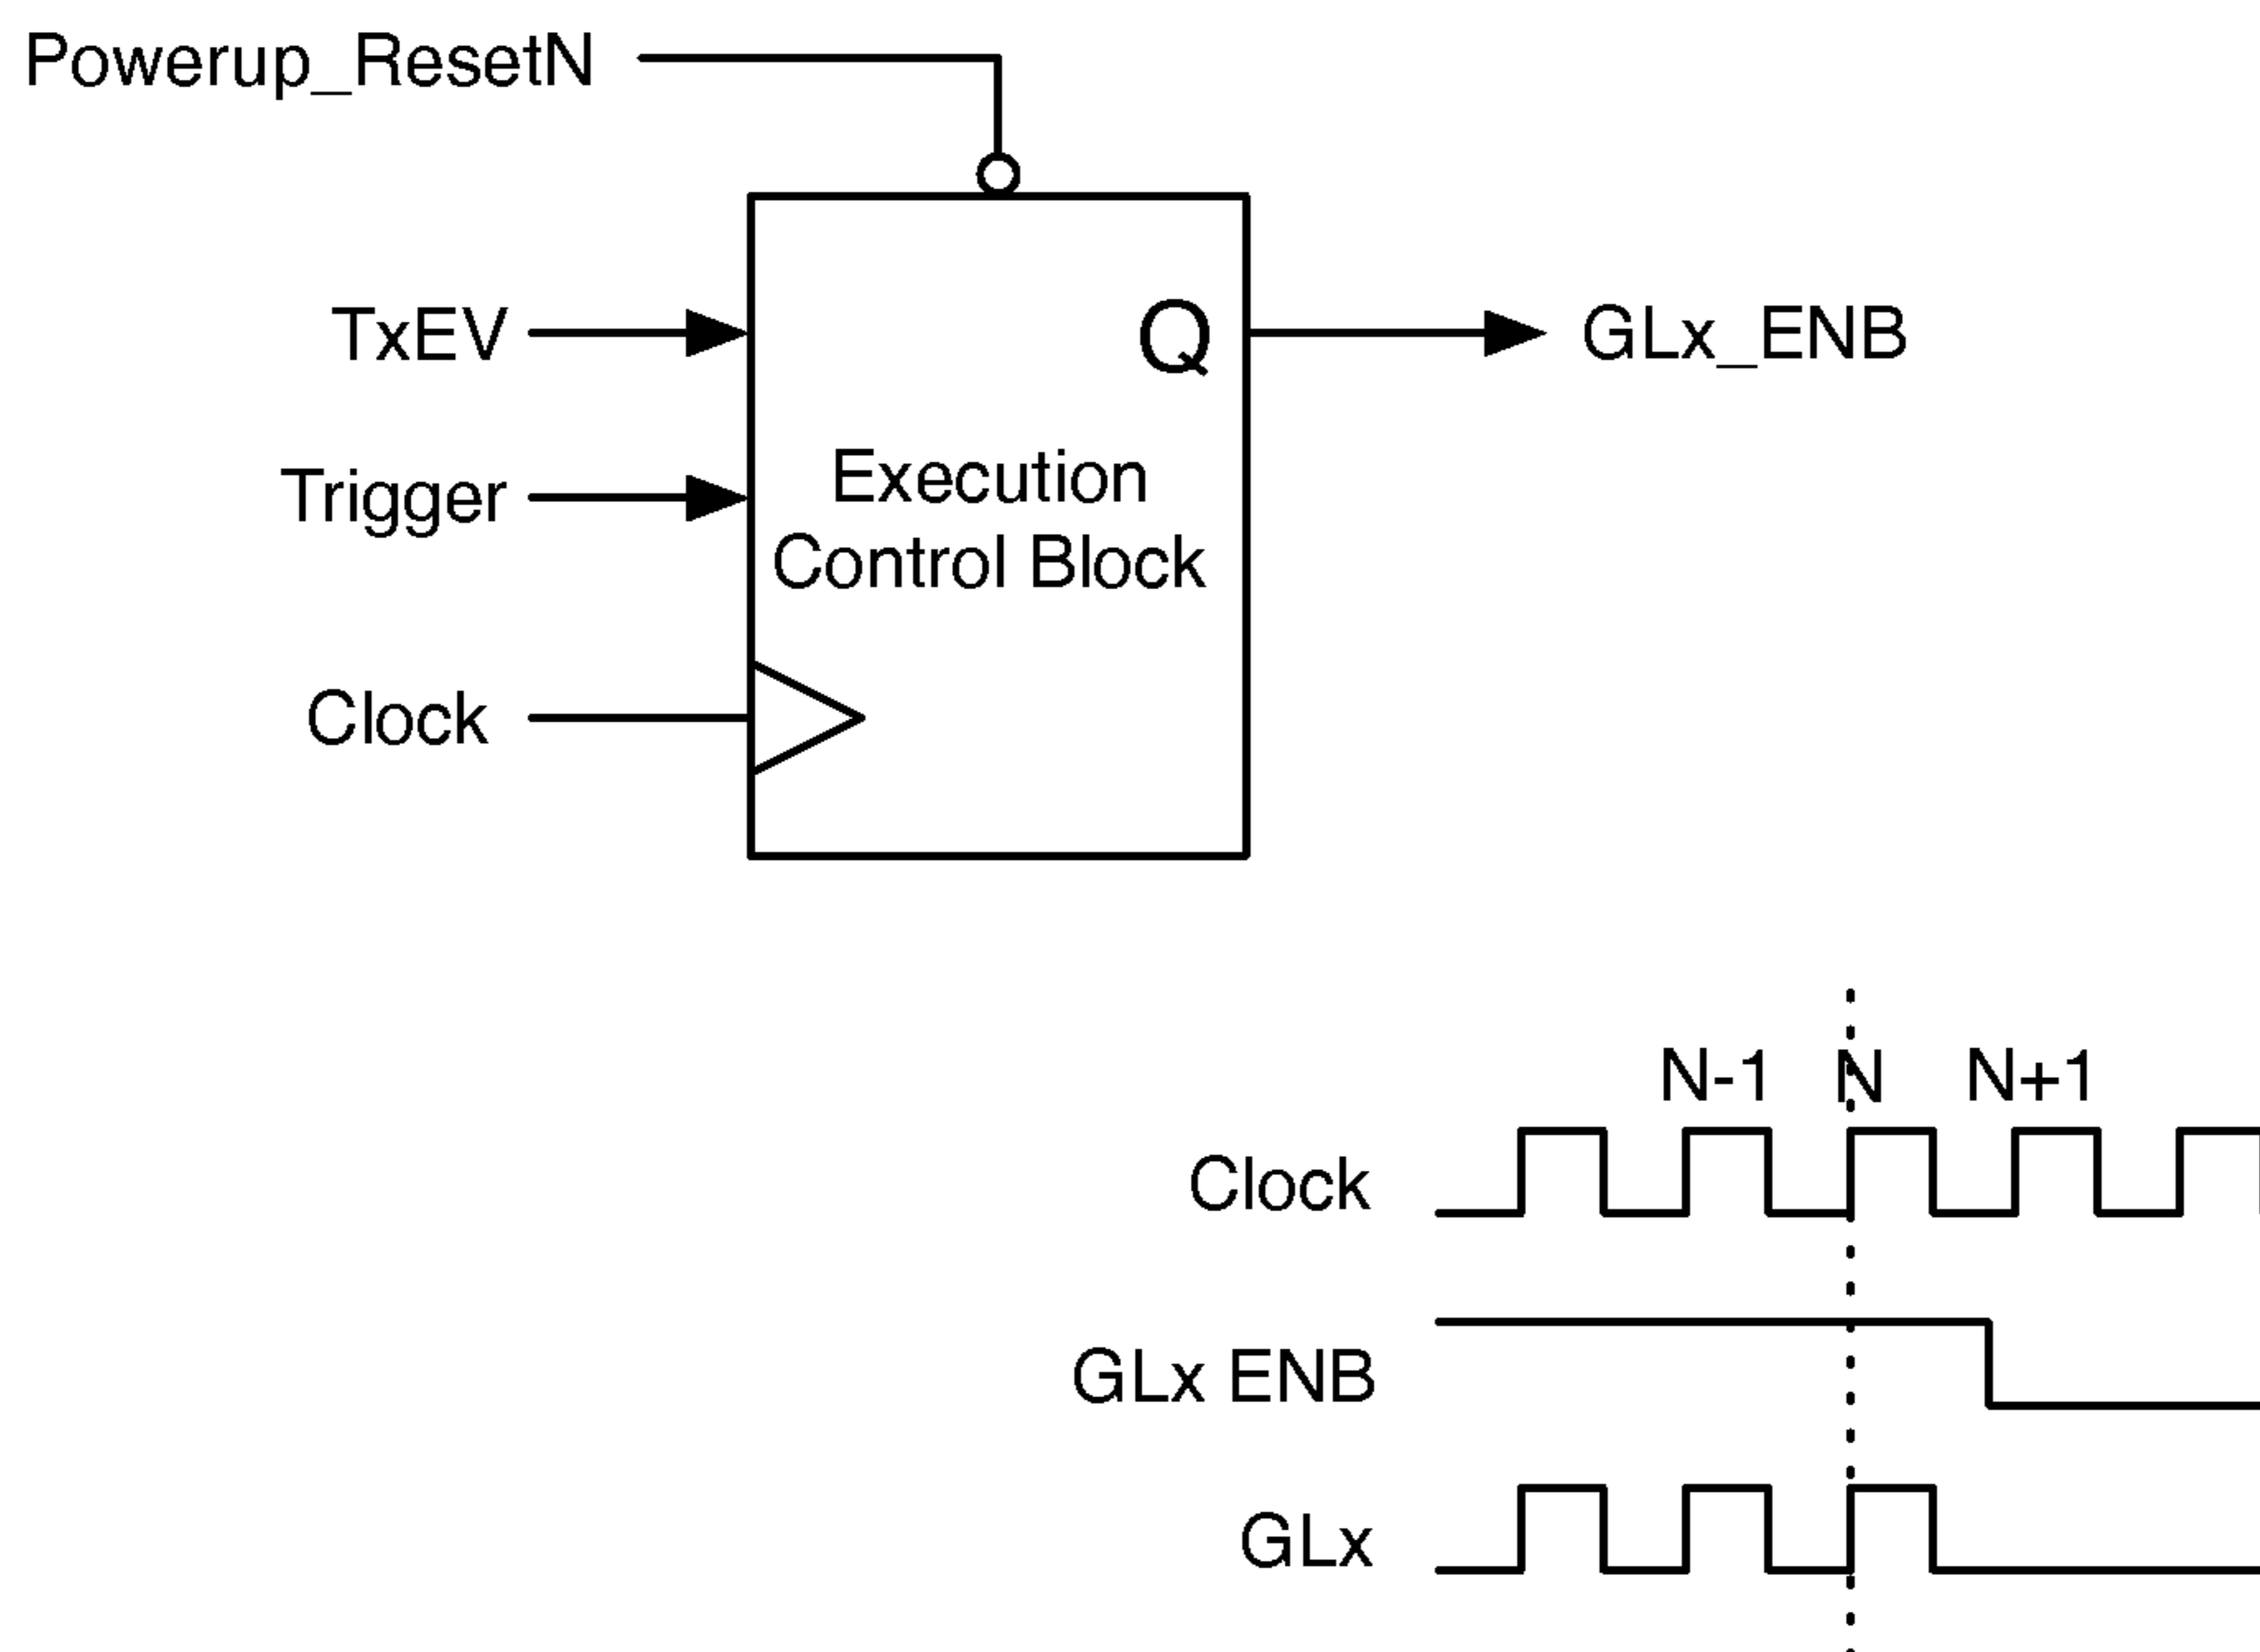 Powerup_ResetN
TxEV
Q
GLx_ENB
Trigger
Execution
Control Block
Clock
N-1 N N+1
Clock
GLx ENB
GLx